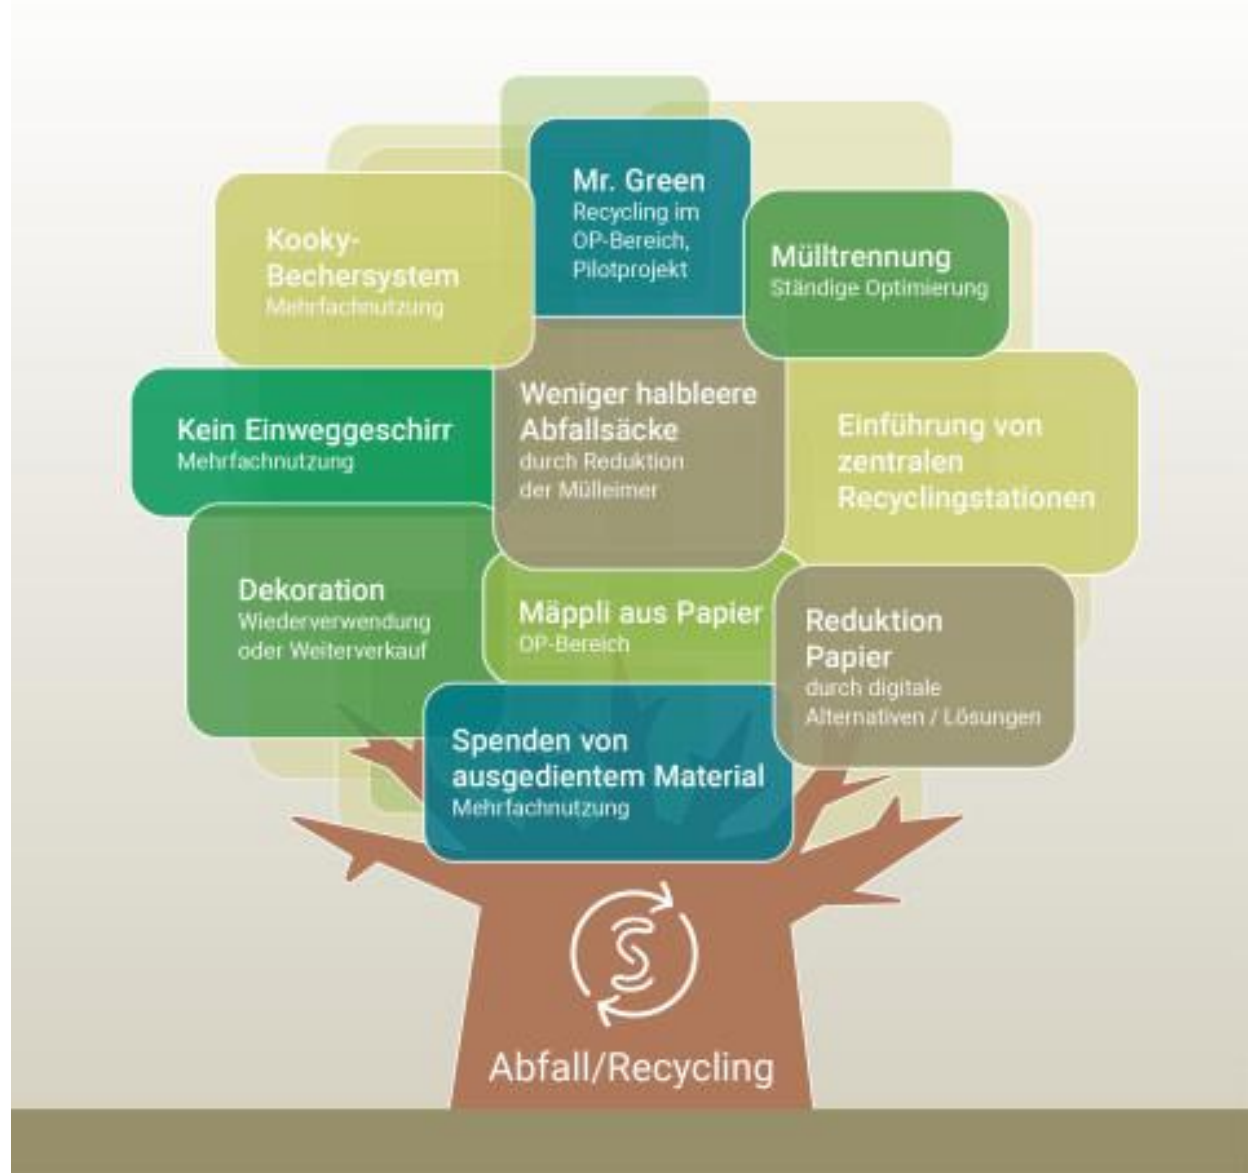 Mr. Green
Recycling im
OP-Bereich,
Pilotprojekt
Kooky-
Bechersystem
Mehrfachnutzung
Mülltrennung
Ständige Optimierung
Kein Einweggeschirr
Mehrfachnutzung
Weniger halbleere
Abfallsäcke
durch Reduktion
der Mülleimer
Einführung von
zentralen
Recyclingstationen
Dekoration
Wiederverwendung
oder Weiterverkauf
Mäppli aus Papier
OP-Bereich
Reduktion
Papier
durch digitale
Alternativen / Lösungen
Spenden von
ausgedientem Material
Mehrfachnutzung
Abfall/Recycling